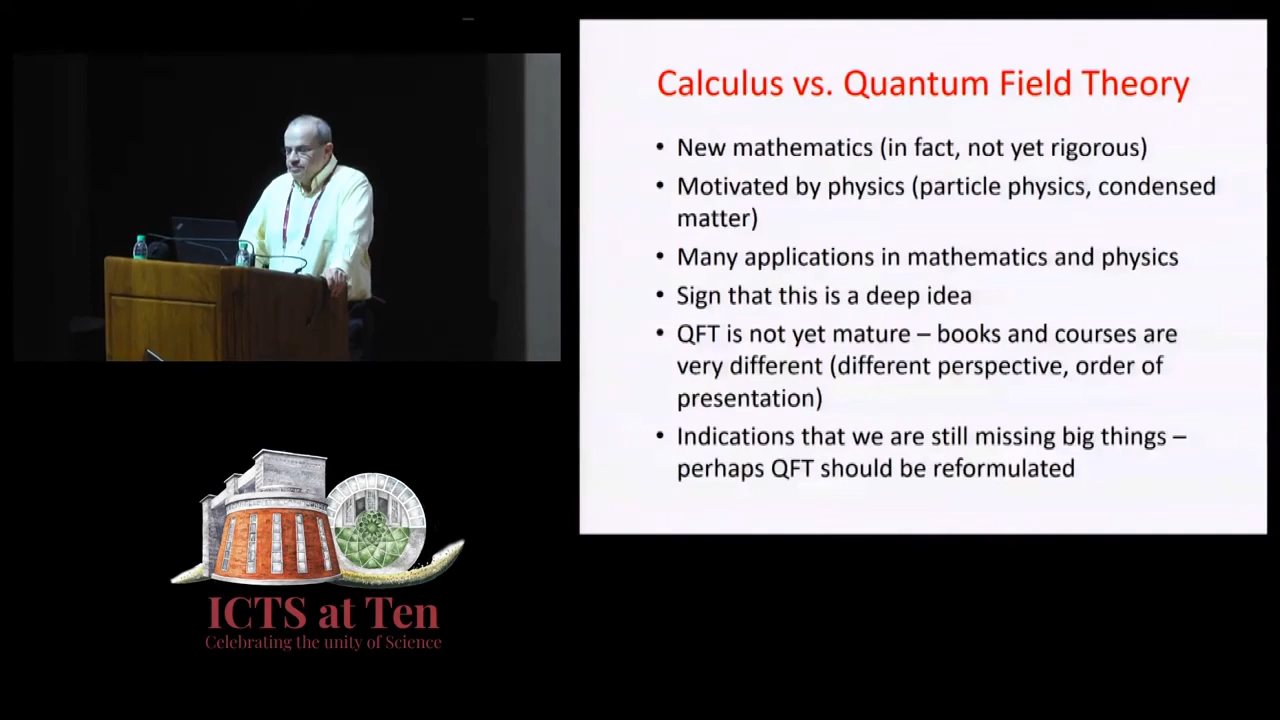 Calculus vs. Quantum Field Theory
• New mathematics (in fact, not yet rigorous)
• Motivated by physics (particle physics, condensed
matter)
• Many applications in mathematics and physics
• Sign that this is a deep idea
• QFT is not yet mature – books and courses are
very different (different perspective, order of
presentation)
• Indications that we are still missing big things –
perhaps QFT should be reformulated
ICTS at Ten
Celebrating the unity of Science